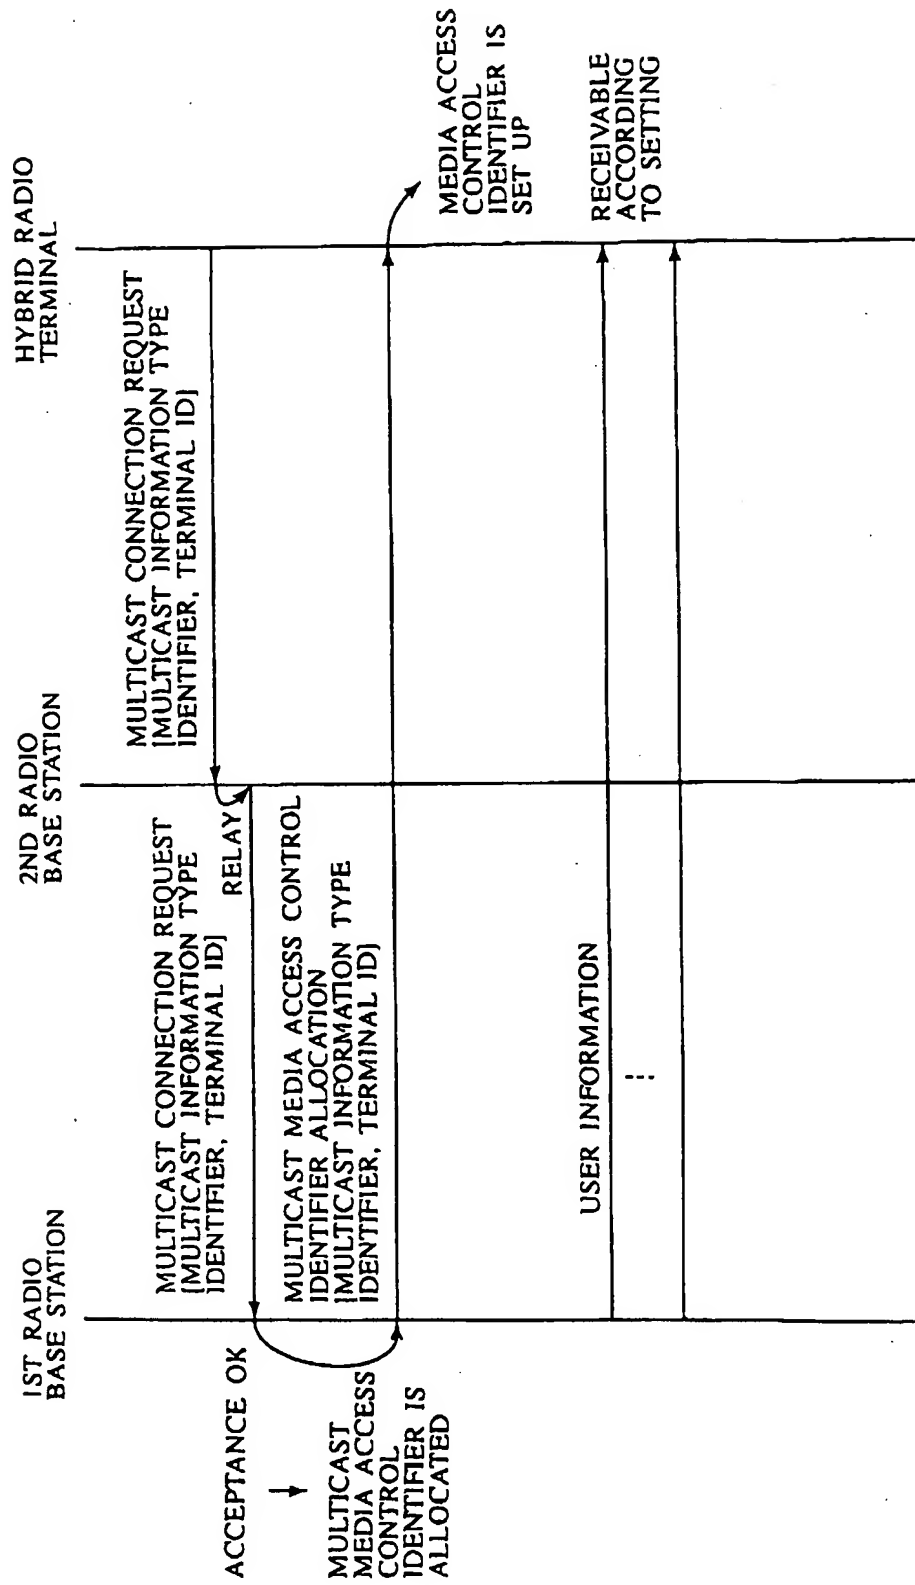 1ST RADIO
BASE STATION
2ND RADIO
BASE STATION
HYBRID RADIO
TERMINAL
MULTICAST CONNECTION REQUEST
[MULTICAST INFORMATION TYPE
IDENTIFIER, TERMINAL ID]
MULTICAST CONNECTION REQUEST
[MULTICAST INFORMATION TYPE
IDENTIFIER, TERMINAL ID]
RELAY
ACCEPTANCE OK
MULTICAST
MEDIA ACCESS
CONTROL
IDENTIFIER IS
ALLOCATED
MULTICAST MEDIA ACCESS CONTROL
IDENTIFIER ALLOCATION
[MULTICAST INFORMATION TYPE
IDENTIFIER, TERMINAL ID]
MEDIA ACCESS
CONTROL
IDENTIFIER IS
SET UP
USER INFORMATION
RECEIVABLE
ACCORDING
TO SETTING